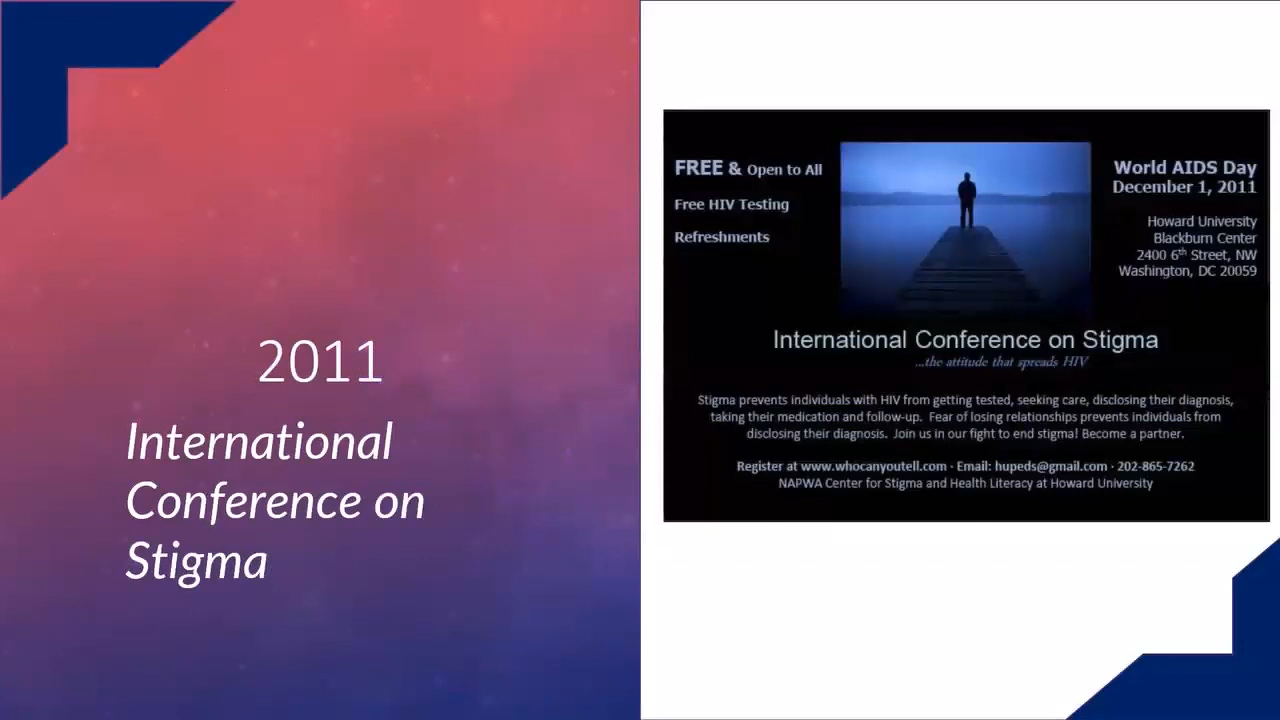 2011
International
Conference on
Stigma
FREE & Open to All
Free HIV Testing
Refreshments
World AIDS Day
December 1, 2011
Howard University
Blackburn Center
2400 6th Street, NW
Washington, DC 20059
International Conference on Stigma
...the attitude that spreads HIV
Stigma prevents individuals with HIV from getting tested, seeking care, disclosing their diagnosis,
taking their medication and follow-up. Fear of losing relationships prevents individuals from
disclosing their diagnosis. Join us in our fight to end stigma! Become a partner.
Register at www.whocanyoutell.com · Email: hupeds@gmail.com · 202-865-7262
NAPWA Center for Stigma and Health Literacy at Howard University